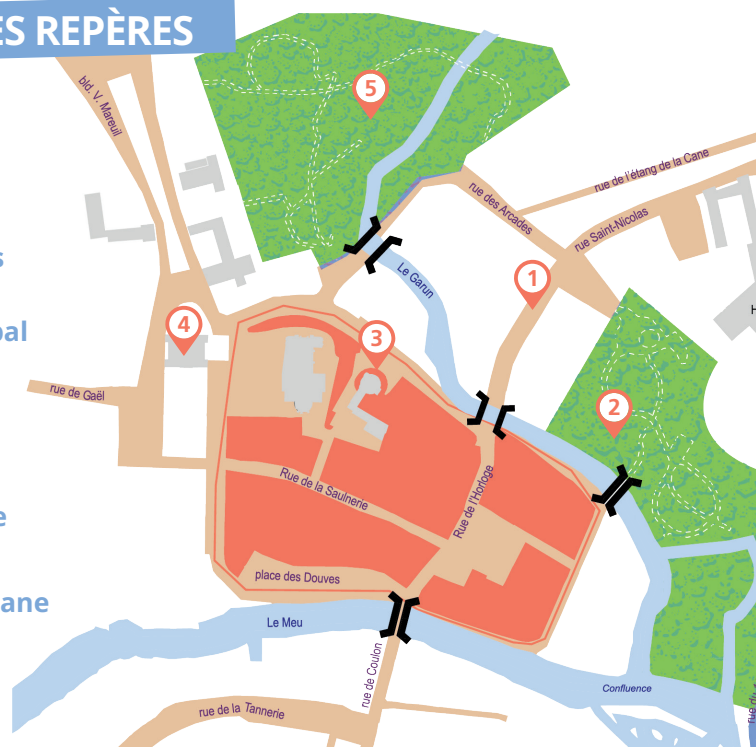 ES REPÈRES
bld. V. Mareuil
5
rue de l'étang de la Cane
rue des Arcades
rue Saint-Nicolas
s
Le Garun
1
4
3
pal
H
rue de Gaël
2
Rue de la Saulnerie
Rue de l'Horloge
e
place des Douves
ane
Le Meu
rue de Coulon
Confluence
rue de la Tannerie